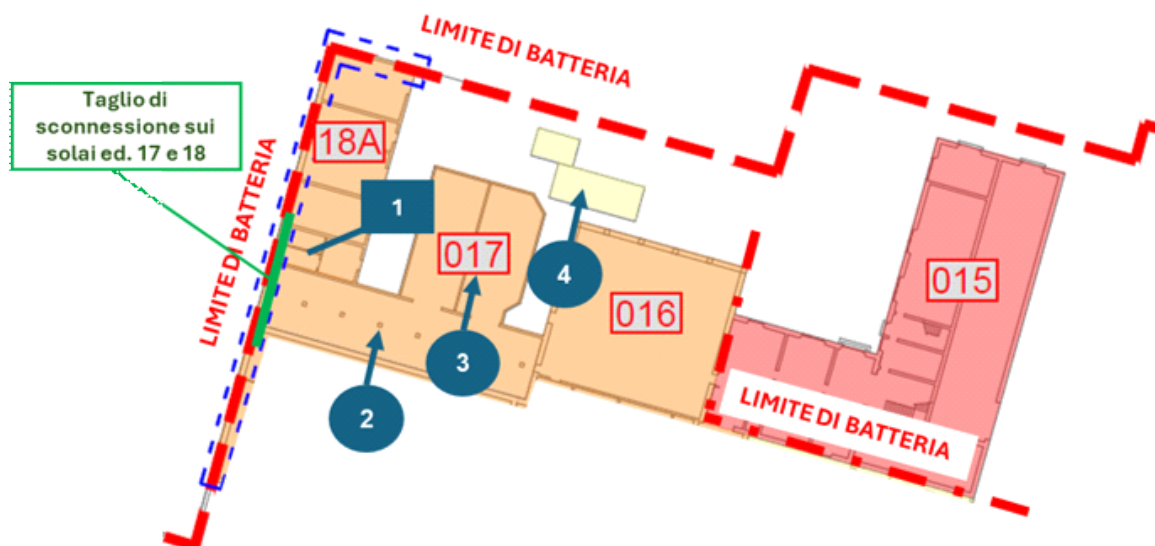 LIMITE DI BATTERIA
Taglio di
sconnessione sui
solai ed. 17 e 18
18A
LIMITE DI BATTERIA
1
017
4
015
016
3
2
LIMITE DI BATTERIA